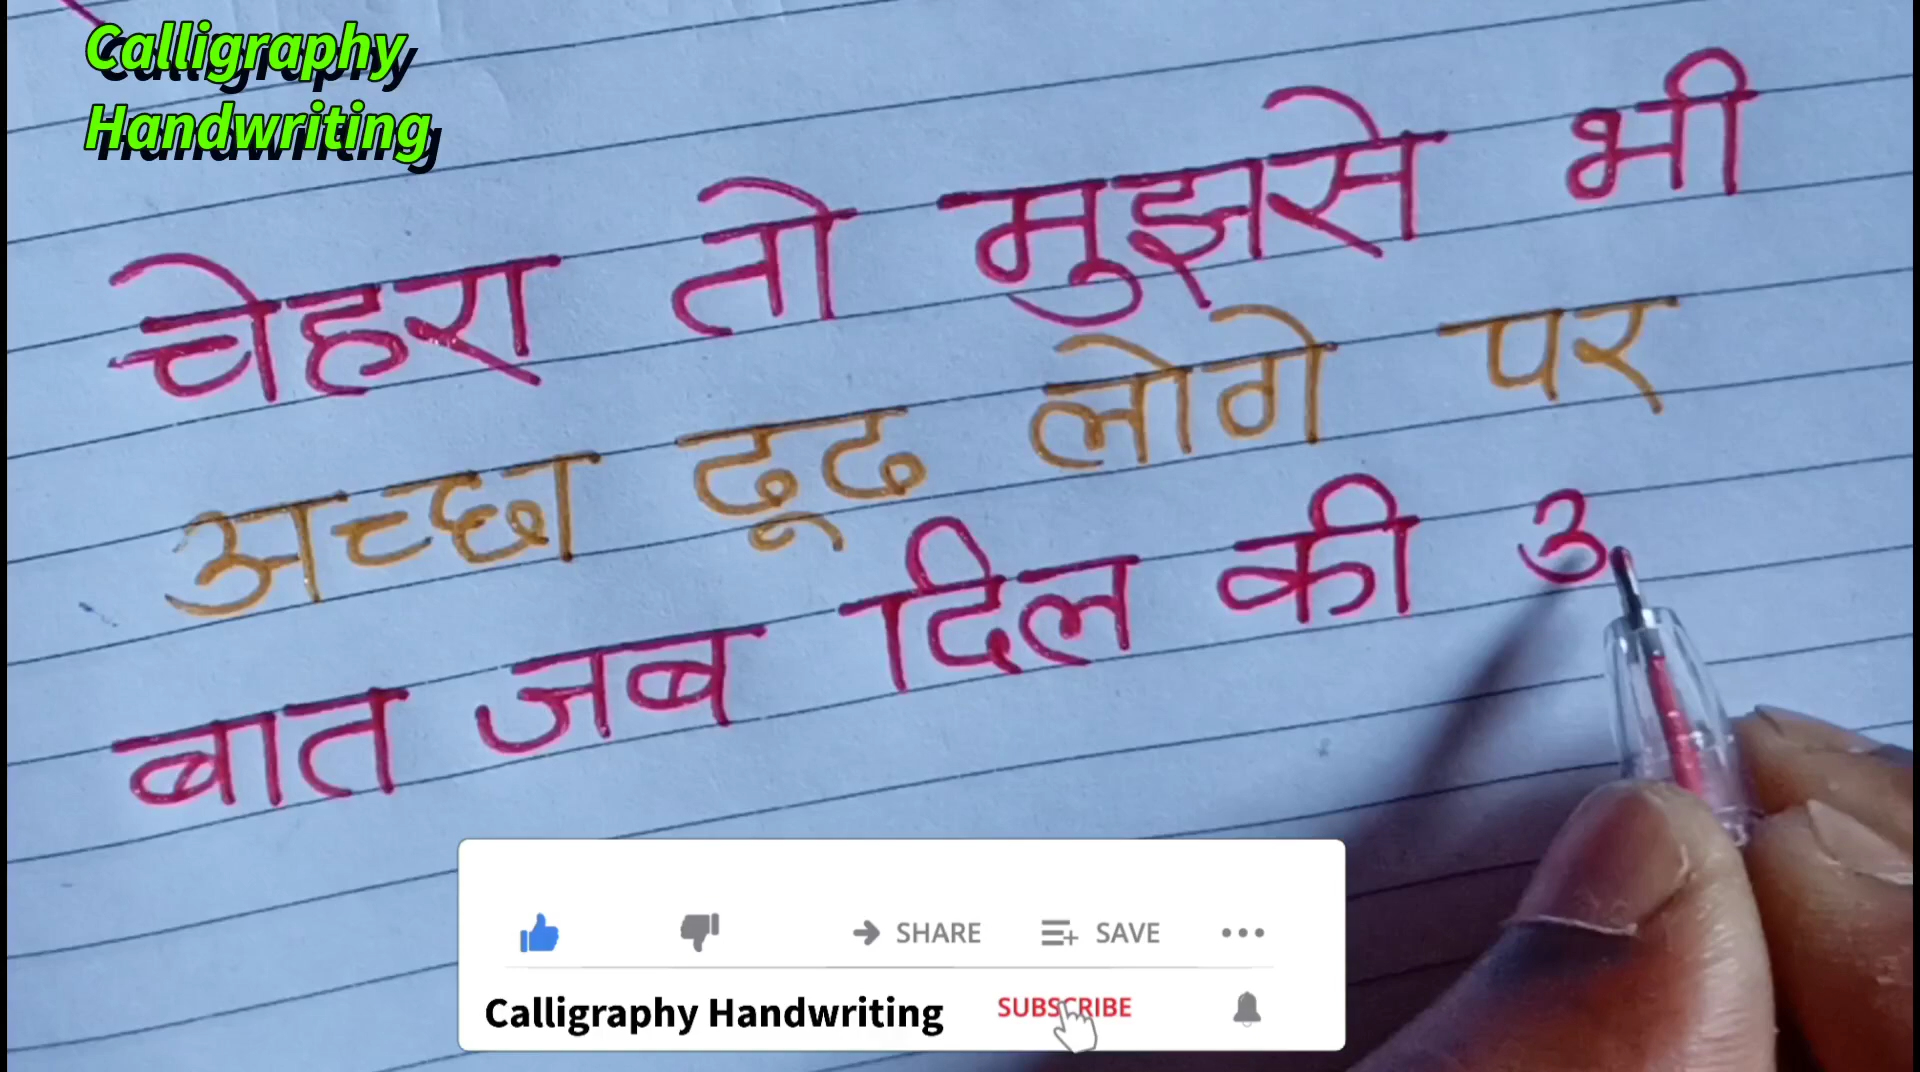 Calligraphy
Handwriting
चेहरा तो मुझसे भी
अच्छा ढूढ लोगे पर
बात जब दिल की
SHARE
SAVE
Calligraphy Handwriting
SUBSCRIBE